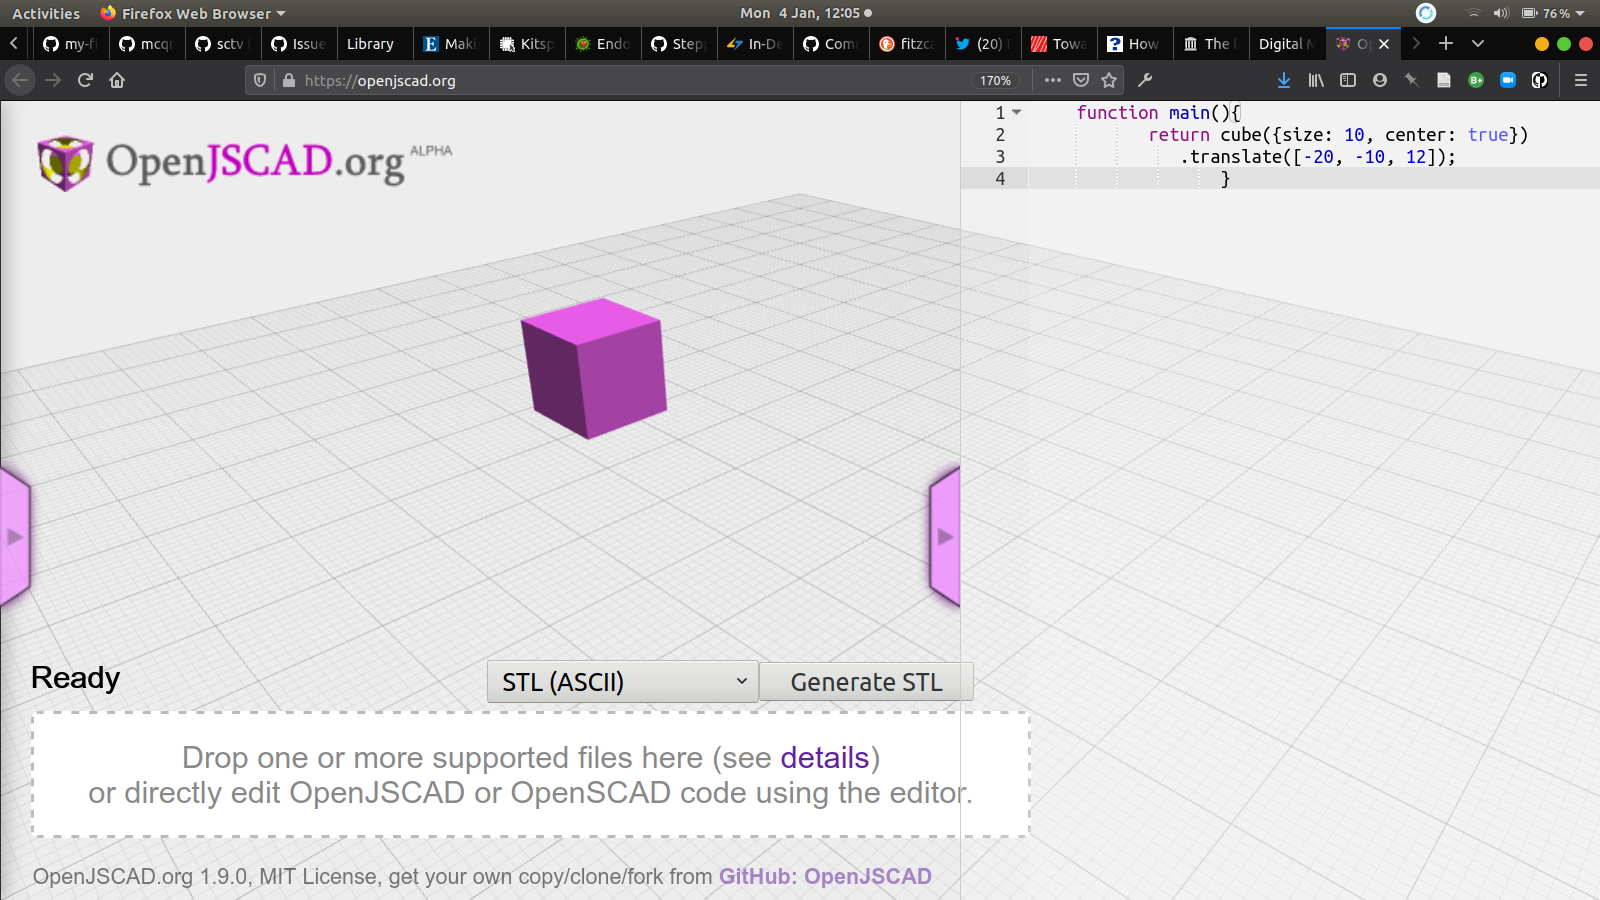 Activities
Firefox Web Browser
Mon 4 Jan, 12:05
76 %
my-fi
mcqn
sctv
Issue
Library
Maki
Kitsp
Endo
Step
In-De
Com
fitzca
(20)
Towa
How
The
Digital M
https://openjscad.org
170%
OpenJSCAD.org ALPHA
1 function main(){
2 return cube({size: 10, center: true})
3 .translate([-20, -10, 12]);
4 }
Ready
STL (ASCII)
Generate STL
Drop one or more supported files here (see details)
or directly edit OpenJSCAD or OpenSCAD code using the editor.
OpenJSCAD.org 1.9.0, MIT License, get your own copy/clone/fork from GitHub: OpenJSCAD